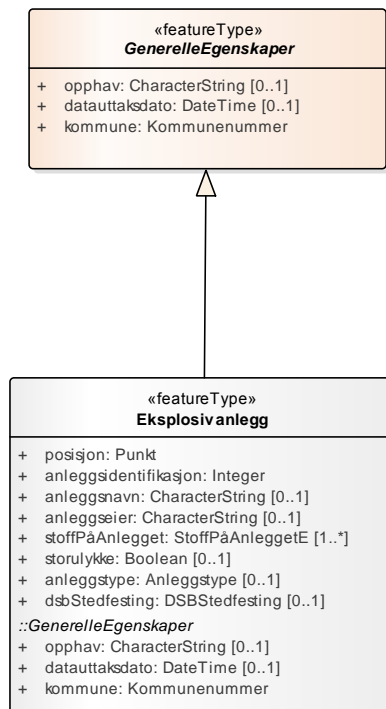 «featureType»
GenerelleEgenskaper
+ opphav: CharacterString [0..1]
+ datauttaksdato: DateTime [0..1]
+ kommune: Kommunenummer
«featureType»
Eksplosivanlegg
+ posisjon: Punkt
+ anleggsidentifikasjon: Integer
+ anleggsnavn: CharacterString [0..1]
+ anleggseier: CharacterString [0..1]
+ stoffPåAnlegget: StoffPåAnleggetE [1..*]
+ storulykke: Boolean [0..1]
+ anleggstype: Anleggstype [0..1]
+ dsbStedfesting: DSBStedfesting [0..1]
::GenerelleEgenskaper
+ opphav: CharacterString [0..1]
+ datauttaksdato: DateTime [0..1]
+ kommune: Kommunenummer